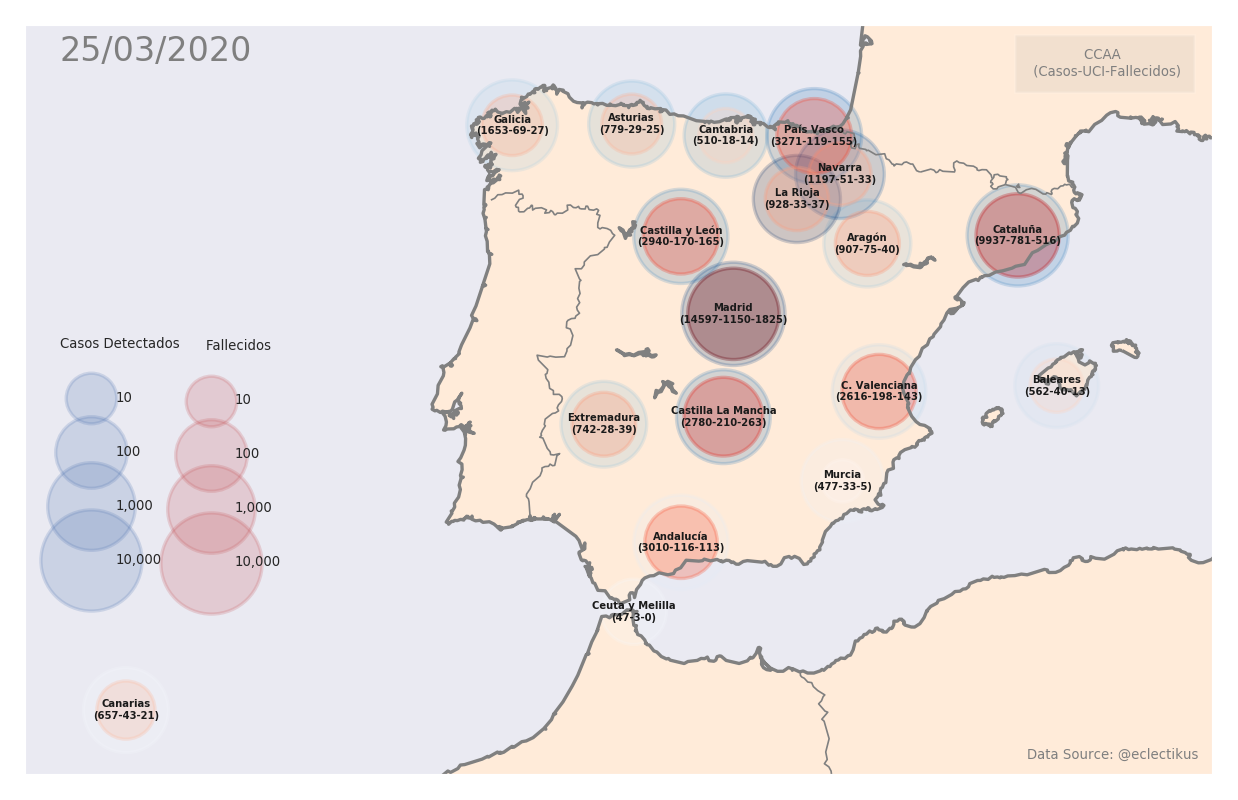 25/03/2020
CCAA
(Casos-UCI-Fallecidos)
Galicia
(1653-69-27)
Asturias
(779-29-25)
Cantabria
(510-18-14)
País Vasco
(3271-119-155)
Navarra
(1197-51-33)
La Rioja
(928-33-37)
Castilla y León
(2940-170-165)
Aragón
(907-75-40)
Cataluña
(9937-781-516)
Madrid
(14597-1150-1825)
Casos Detectados
Fallecidos
10
10
100
100
1,000
1,000
10,000
10,000
C. Valenciana
(2616-198-143)
Baleares
(562-40-13)
Extremadura
(742-28-39)
Castilla La Mancha
(2780-210-263)
Murcia
(477-33-5)
Andalucía
(3010-116-113)
Ceuta y Melilla
(47-3-0)
Canarias
(657-43-21)
Data Source: @eclectikus